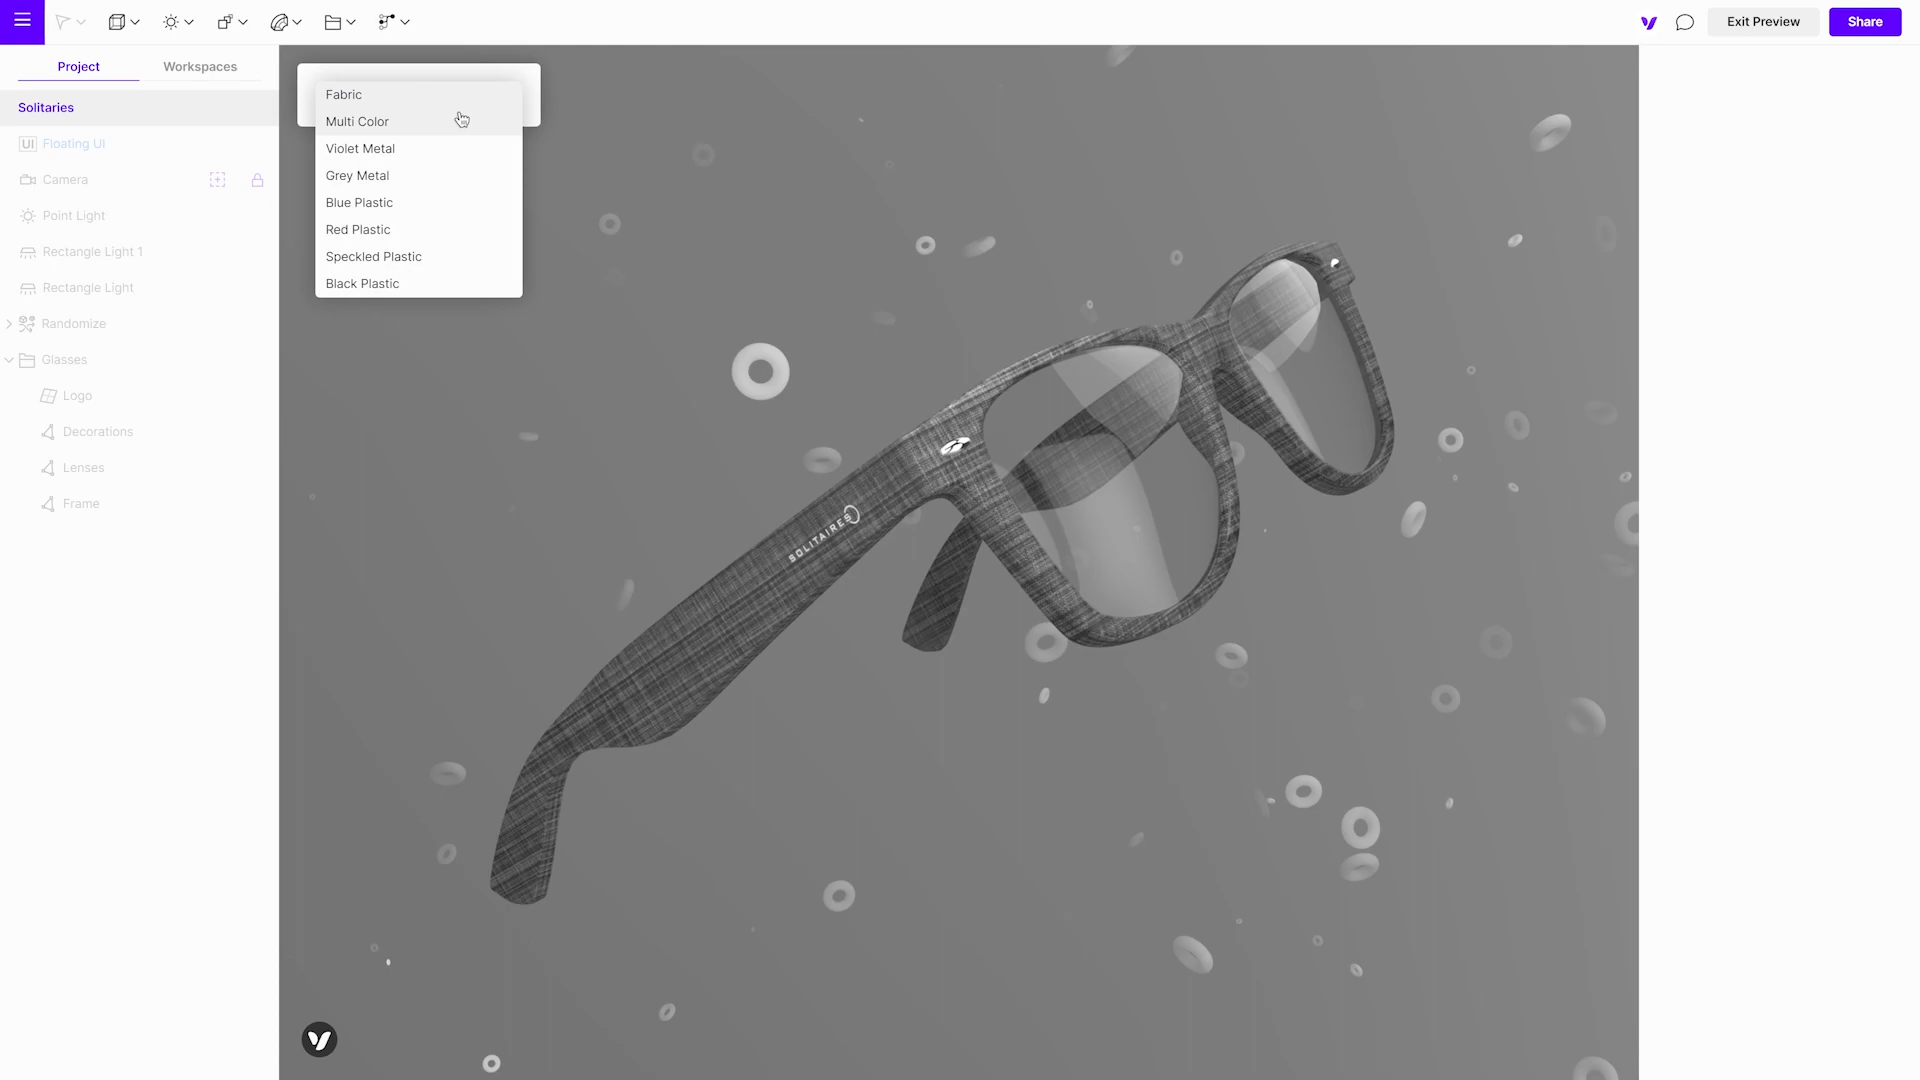 Exit Preview
Share
Project
Workspaces
Solitaries
UI Floating UI
Camera
Point Light
Rectangle Light 1
Rectangle Light
Randomize
Glasses
Logo
Decorations
Lenses
Frame
Fabric
Multi Color
Violet Metal
Grey Metal
Blue Plastic
Red Plastic
Speckled Plastic
Black Plastic
SOLITAIRES